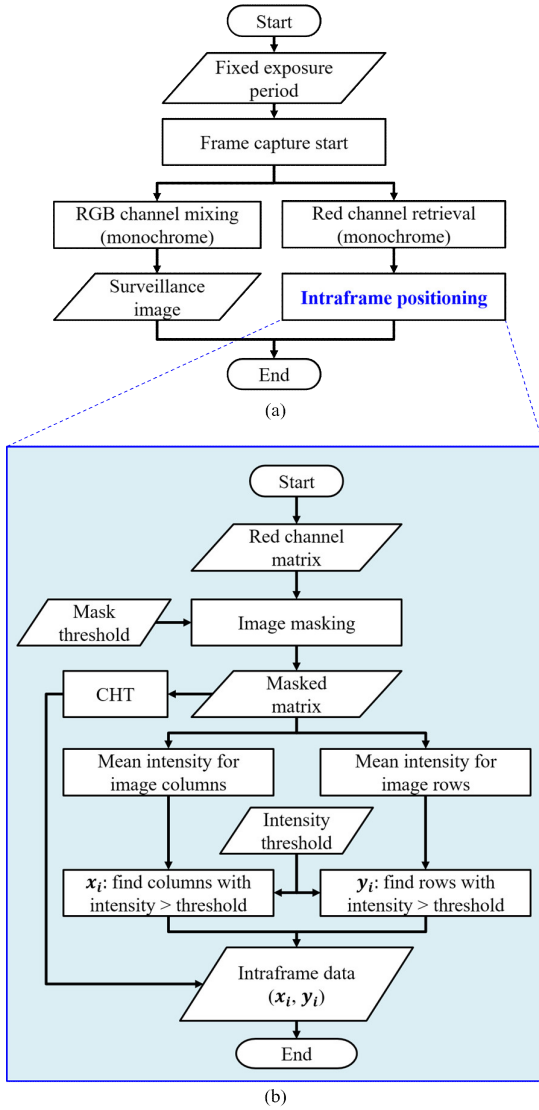 Start
Fixed exposure
period
Frame capture start
RGB channel mixing
(monochrome)
Red channel retrieval
(monochrome)
Surveillance
image
Intraframe positioning
End
(a)
Start
Red channel
matrix
Mask
threshold
Image masking
CHT
Masked
matrix
Mean intensity for
image columns
Mean intensity for
image rows
Intensity
threshold
𝒙ᵢ: find columns with
intensity > threshold
𝒚ᵢ: find rows with
intensity > threshold
Intraframe data
(𝒙ᵢ, 𝒚ᵢ)
End
(b)